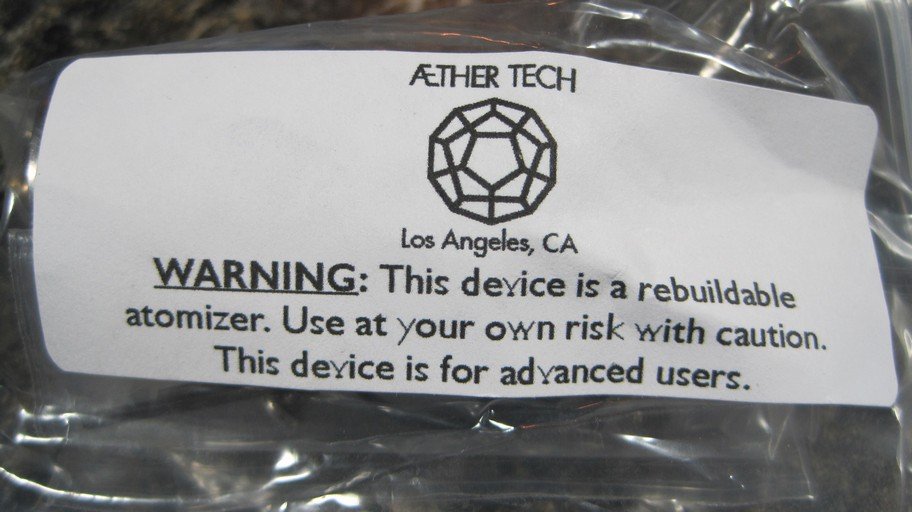 ÆTHER TECH
Los Angeles, CA
WARNING: This device is a rebuildable
atomizer. Use at your own risk with caution.
This device is for advanced users.